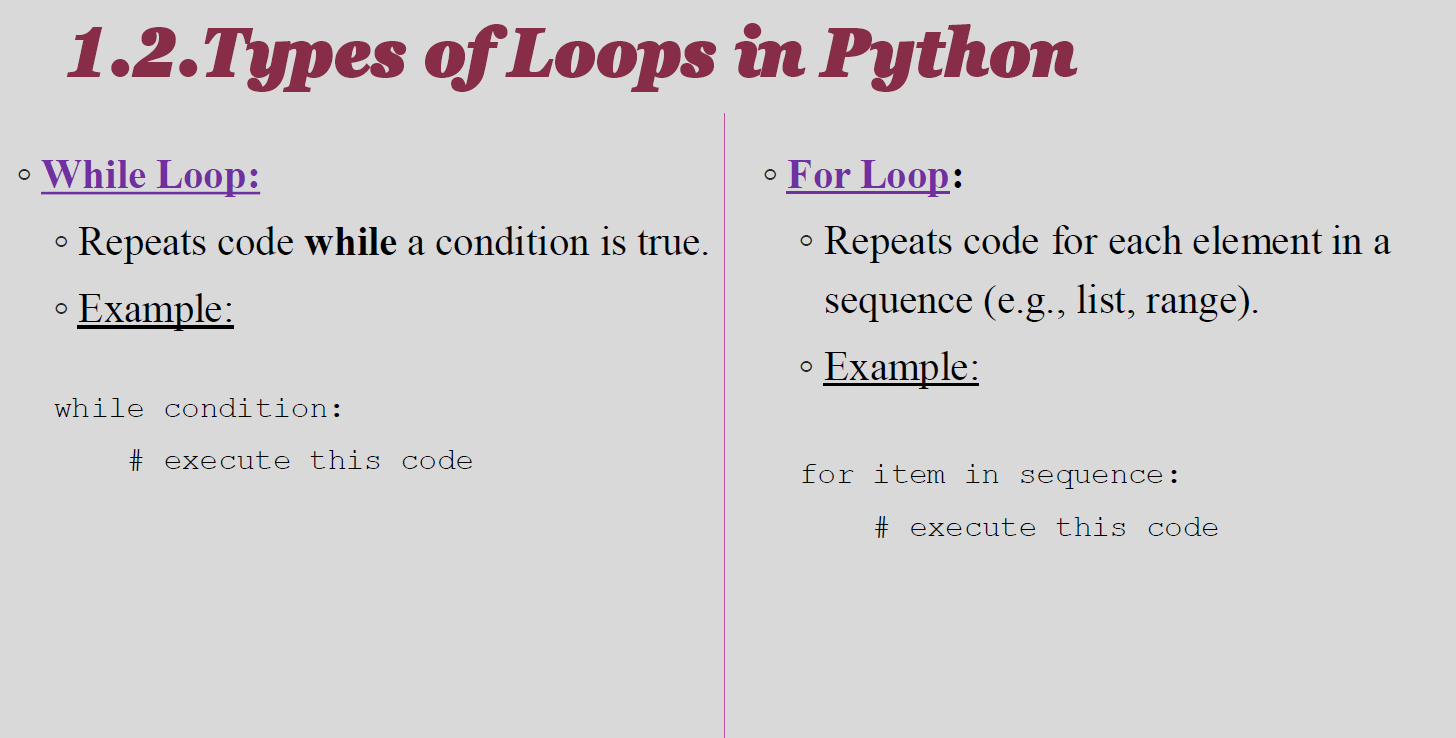 1.2.Types of Loops in Python
◦ While Loop:
◦ Repeats code while a condition is true.
◦ Example:
while condition:
    # execute this code
◦ For Loop:
◦ Repeats code for each element in a
sequence (e.g., list, range).
◦ Example:
for item in sequence:
    # execute this code